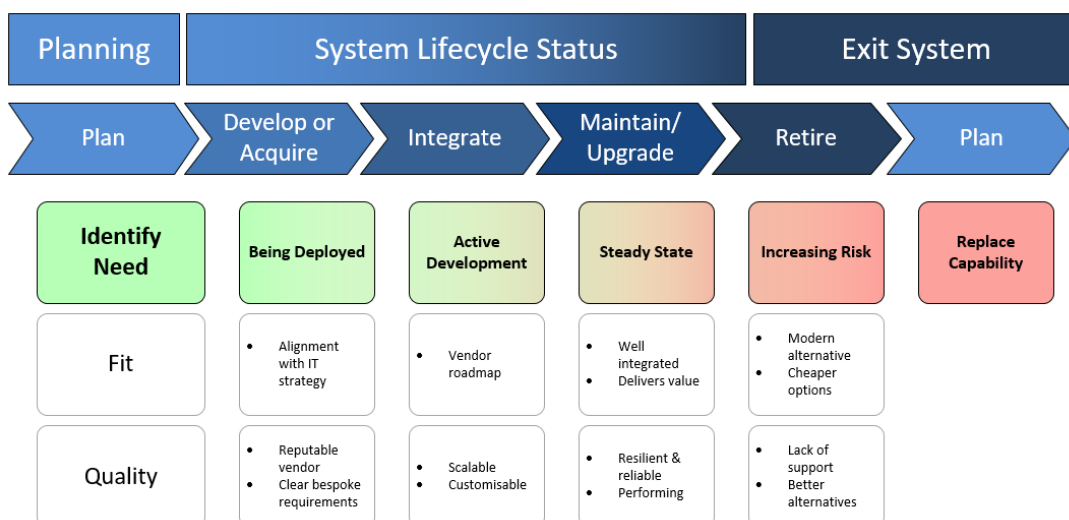 Planning
System Lifecycle Status
Exit System
Plan
Develop or
Acquire
Integrate
Maintain/
Upgrade
Retire
Plan
Identify
Need
Being Deployed
Active
Development
Steady State
Increasing Risk
Replace
Capability
Fit
• Alignment
with IT
strategy
• Vendor
roadmap
• Well
integrated
• Delivers value
• Modern
alternative
• Cheaper
options
Quality
• Reputable
vendor
• Clear bespoke
requirements
• Scalable
• Customisable
• Resilient &
reliable
• Performing
• Lack of
support
• Better
alternatives